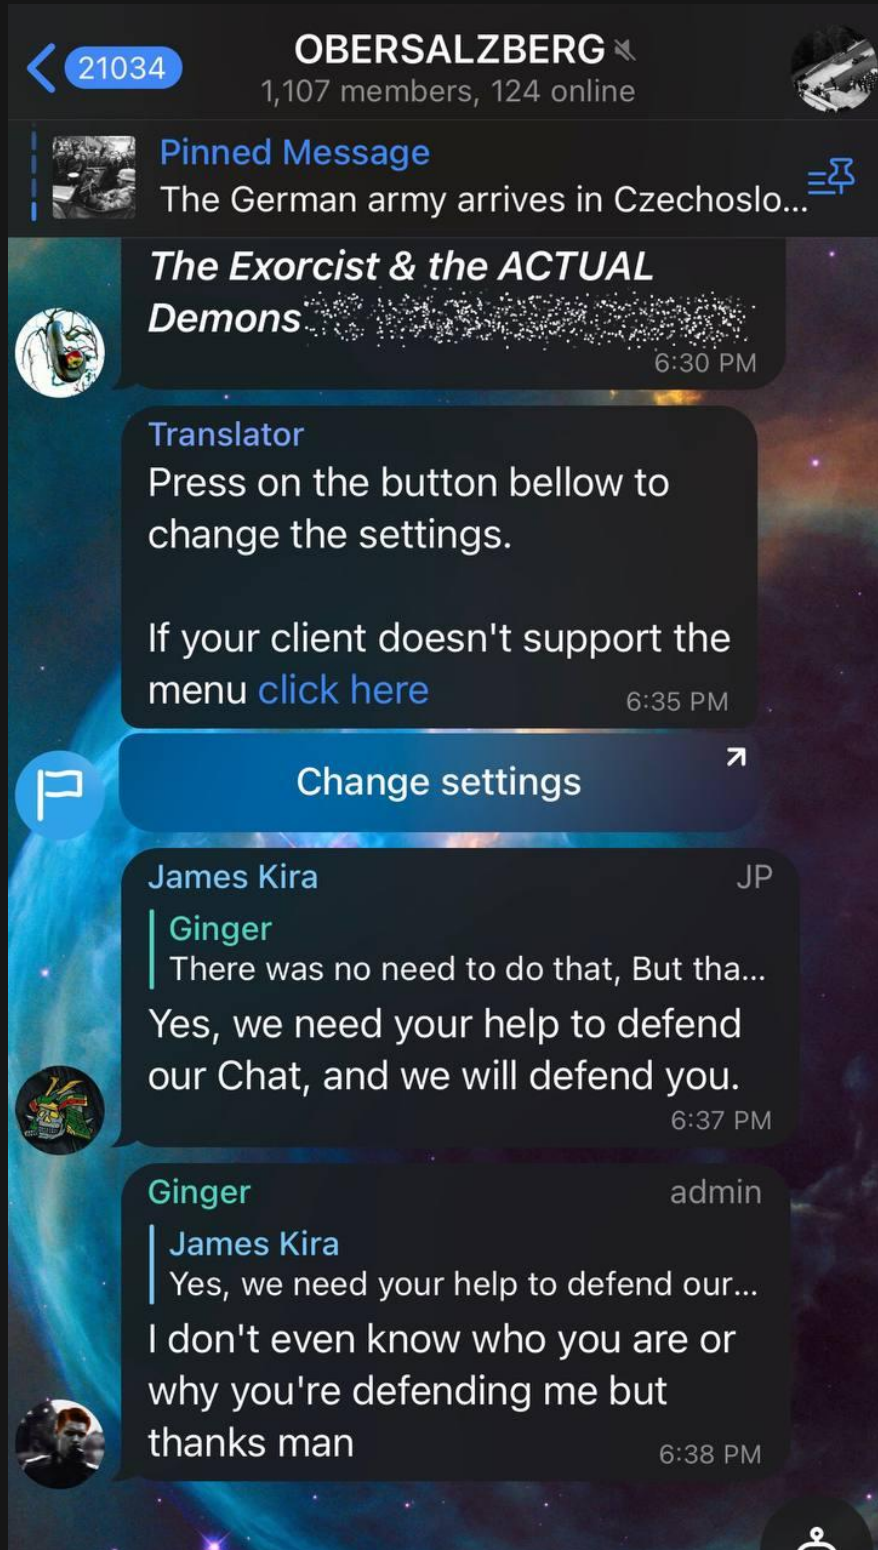 21034
OBERSALZBERG
1,107 members, 124 online
Pinned Message
The German army arrives in Czechoslo...
The Exorcist & the ACTUAL
Demons
6:30 PM
Translator
Press on the button bellow to
change the settings.
If your client doesn't support the
menu click here
6:35 PM
Change settings
James Kira JP
Ginger
There was no need to do that, But tha...
Yes, we need your help to defend
our Chat, and we will defend you.
6:37 PM
Ginger admin
James Kira
Yes, we need your help to defend our...
I don't even know who you are or
why you're defending me but
thanks man
6:38 PM